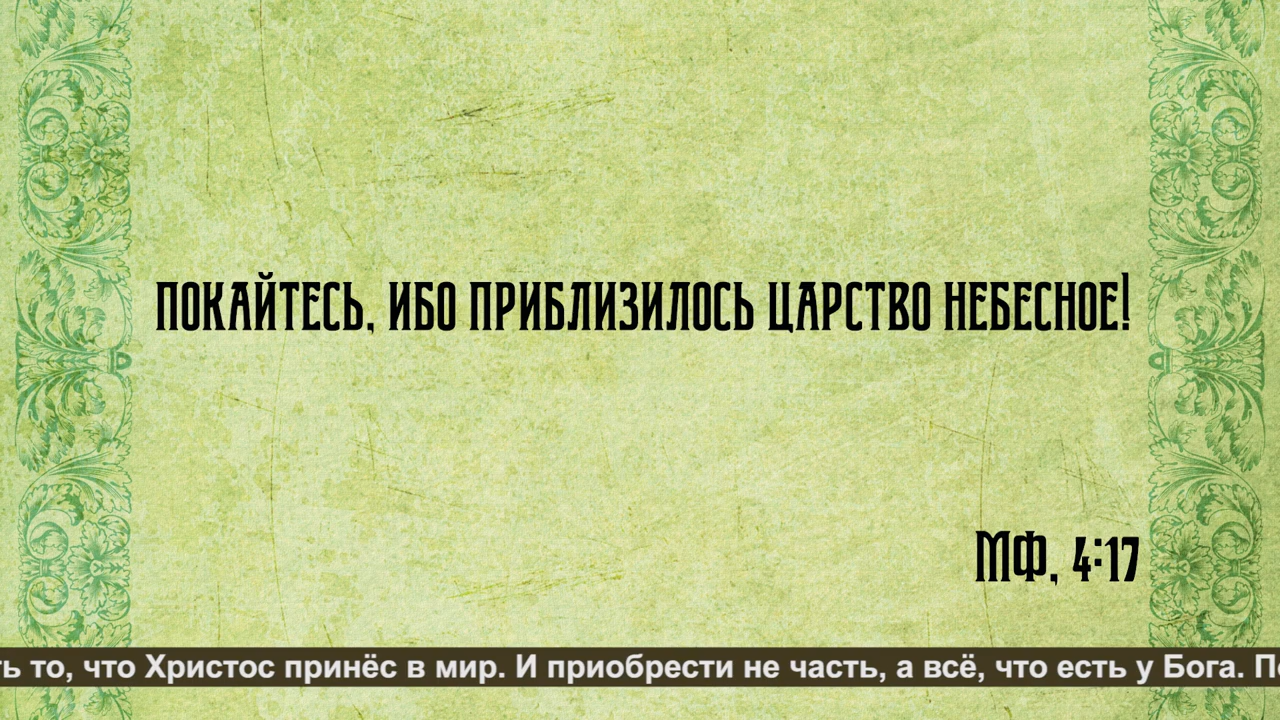 ПОКАЙТЕСЬ, ИБО ПРИБЛИЗИЛОСЬ ЦАРСТВО НЕБЕСНОЕ!
МФ, 4:17
то, что Христос принёс в мир. И приобрести не часть, а всё, что есть у Бога.